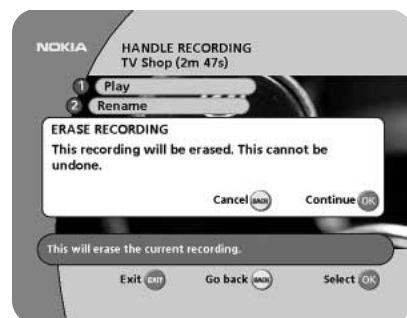 NOKIA
HANDLE RECORDING
TV Shop (2m 47s)
1 Play
2 Rename
ERASE RECORDING
This recording will be erased. This cannot be
undone.
Cancel BACK Continue OK
This will erase the current recording.
Exit EXIT Go back BACK Select OK